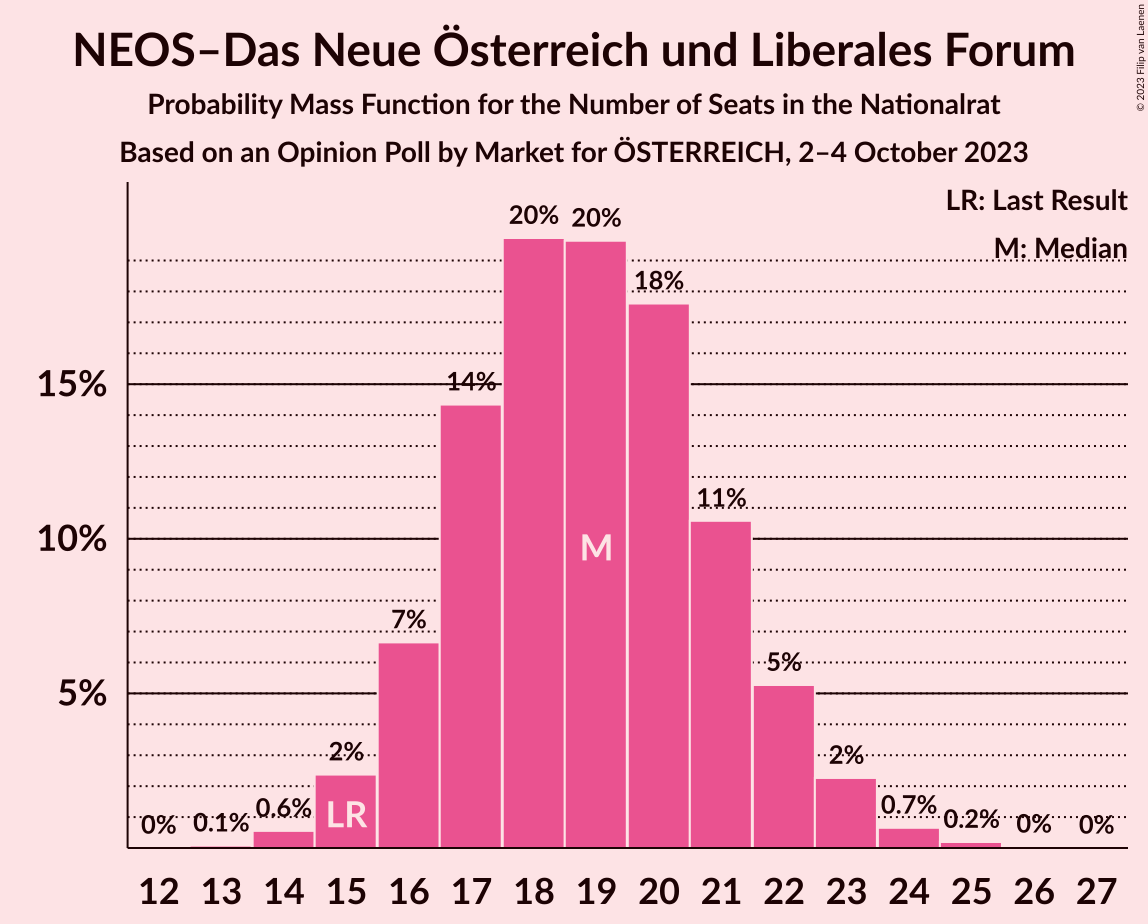 NEOS–Das Neue Österreich und Liberales Forum
Probability Mass Function for the Number of Seats in the Nationalrat
Based on an Opinion Poll by Market for ÖSTERREICH, 2–4 October 2023
© 2023 Filip van Laenen
LR: Last Result
M: Median
20% 20%
18%
15% 14%
11%
10% M
7%
5%
5%
2% 2%
0% 0.1% 0.6% LR 0.7% 0.2% 0% 0%
12 13 14 15 16 17 18 19 20 21 22 23 24 25 26 27